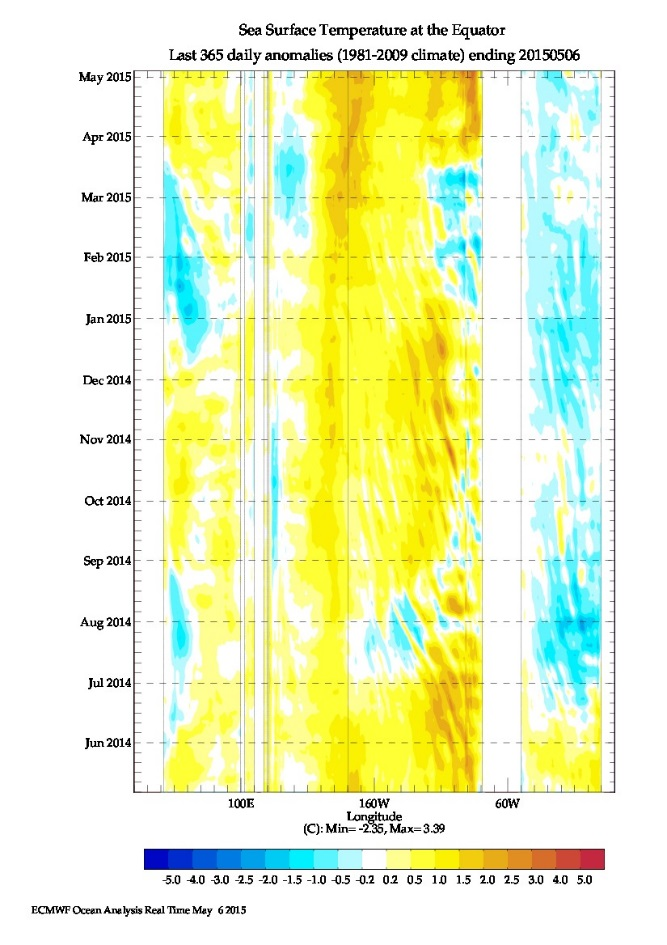 Sea Surface Temperature at the Equator
Last 365 daily anomalies (1981-2009 climate) ending 20150506
May 2015
Apr 2015
Mar 2015
Feb 2015
Jan 2015
Dec 2014
Nov 2014
Oct 2014
Sep 2014
Aug 2014
Jul 2014
Jun 2014
100E 160W 60W
Longitude
(C): Min= -2.35, Max= 3.39
-5.0 -4.0 -3.0 -2.5 -2.0 -1.5 -1.0 -0.5 -0.2 0.2 0.5 1.0 1.5 2.0 2.5 3.0 4.0 5.0
ECMWF Ocean Analysis Real Time May 6 2015